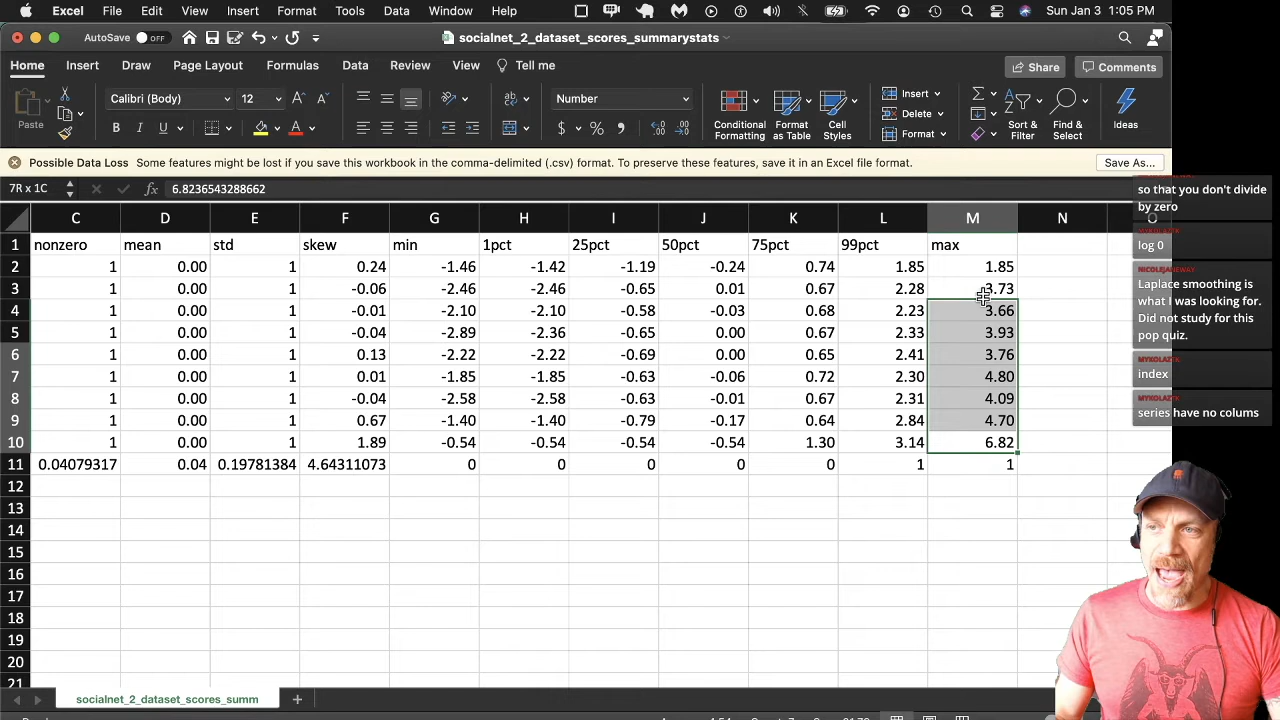 Excel File Edit View Insert Format Tools Data Window Help Sun Jan 3 1:05 PM
AutoSave OFF socialnet_2_dataset_scores_summarystats
Home Insert Draw Page Layout Formulas Data Review View Tell me Share Comments
Paste Calibri (Body) 12 Number Conditional Formatting Format as Table Cell Styles Insert Delete Format Sort & Filter Find & Select Ideas
Possible Data Loss Some features might be lost if you save this workbook in the comma-delimited (.csv) format. To preserve these features, save it in an Excel file format. Save As...
7R x 1C fx 6.8236543288662
C D E F G H I J K L M N O
1 nonzero mean std skew min 1pct 25pct 50pct 75pct 99pct max
2 1 0.00 1 0.24 -1.46 -1.42 -1.19 -0.24 0.74 1.85 1.85
3 1 0.00 1 -0.06 -2.46 -2.46 -0.65 0.01 0.67 2.28 3.73
4 1 0.00 1 -0.01 -2.10 -2.10 -0.58 -0.03 0.68 2.23 3.66
5 1 0.00 1 -0.04 -2.89 -2.36 -0.65 0.00 0.67 2.33 3.93
6 1 0.00 1 0.13 -2.22 -2.22 -0.69 0.00 0.65 2.41 3.76
7 1 0.00 1 0.01 -1.85 -1.85 -0.63 -0.06 0.72 2.30 4.80
8 1 0.00 1 -0.04 -2.58 -2.58 -0.63 -0.01 0.67 2.31 4.09
9 1 0.00 1 0.67 -1.40 -1.40 -0.79 -0.17 0.64 2.84 4.70
10 1 0.00 1 1.89 -0.54 -0.54 -0.54 -0.54 1.30 3.14 6.82
11 0.04079317 0.04 0.19781384 4.64311073 0 0 0 0 0 1 1
12
13
14
15
16
17
18
19
20
21
socialnet_2_dataset_scores_summ
so that you don't divide
by zero
MYKOLAZEK
log 0
NICOLEJANEWAY
Laplace smoothing is
what I was looking for.
Did not study for this
pop quiz.
MYKOLAZEK
index
MYKOLAZEK
series have no colums